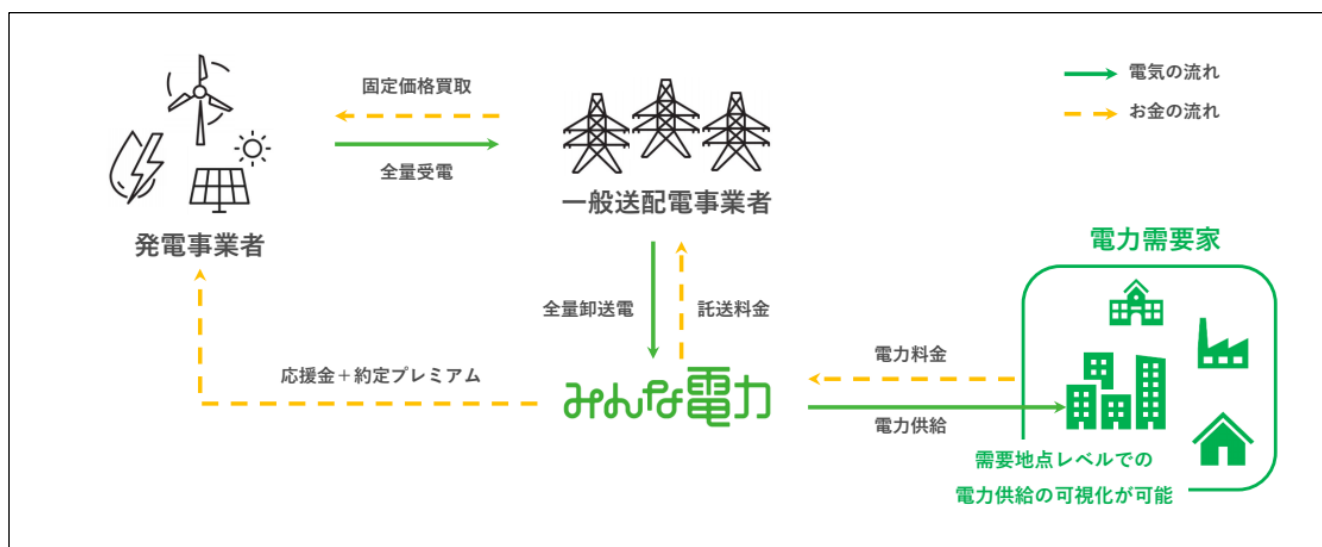 固定価格買取
全量受電
発電事業者
一般送配電事業者
電気の流れ
お金の流れ
全量卸送電
託送料金
応援金＋約定プレミアム
みんな電力
電力料金
電力供給
電力需要家
需要地点レベルでの
電力供給の可視化が可能